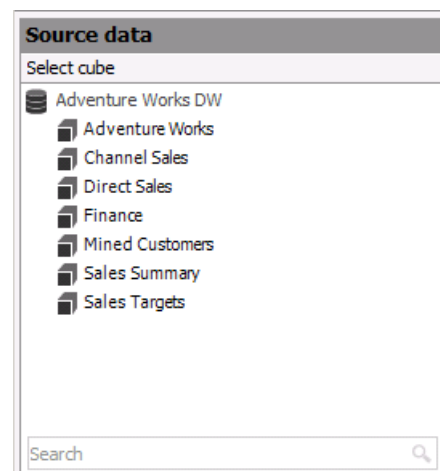 Source data
Select cube
Adventure Works DW
Adventure Works
Channel Sales
Direct Sales
Finance
Mined Customers
Sales Summary
Sales Targets
Search